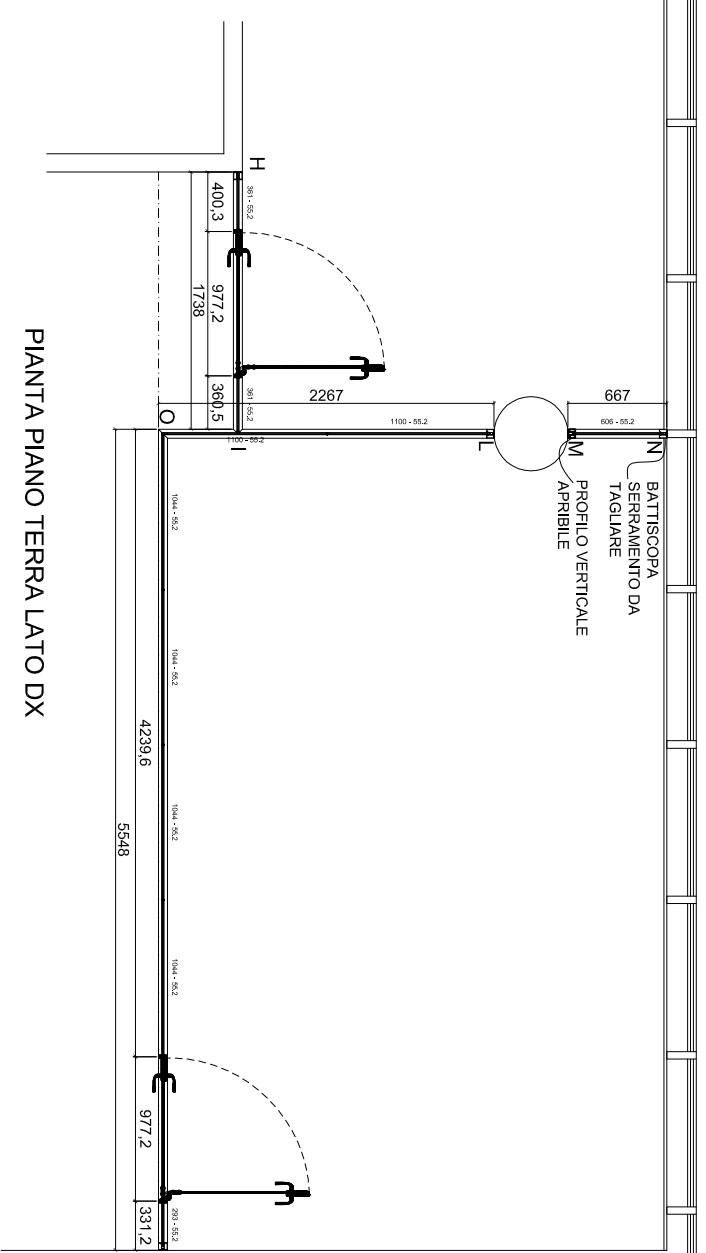 H
361 - 55.2
400,3
977,2
1738
360,5
361 - 55.2
2267
667
1100 - 55.2
606 - 55.2
O
I
1100 - 55.2
L
M
N
BATTISCOPA
SERRAMENTO DA
TAGLIARE
PROFILO VERTICALE
APRIBILE
1044 - 55.2
1044 - 55.2
1044 - 55.2
1044 - 55.2
4239,6
5548
977,2
331,2
293 - 55.2
PIANTA PIANO TERRA LATO DX